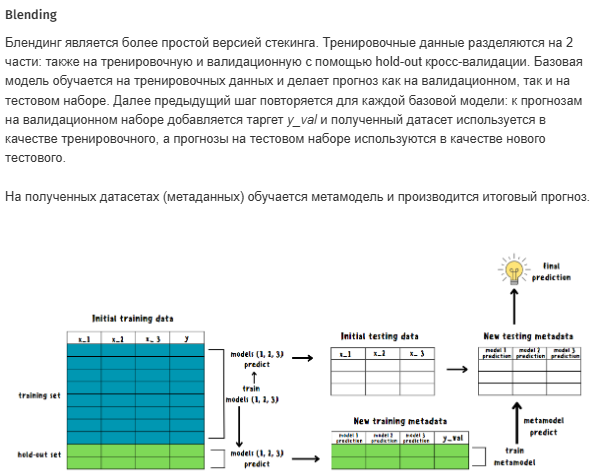 Blending
Блендинг является более простой версией стекинга. Тренировочные данные разделяются на 2
части: также на тренировочную и валидационную с помощью hold-out кросс-валидации. Базовая
модель обучается на тренировочных данных и делает прогноз как на валидационном, так и на
тестовом наборе. Далее предыдущий шаг повторяется для каждой базовой модели: к прогнозам
на валидационном наборе добавляется таргет y_val и полученный датасет используется в
качестве тренировочного, а прогнозы на тестовом наборе используются в качестве нового
тестового.
На полученных датасетах (метаданных) обучается метамодель и производится итоговый прогноз.
final
prediction
Initial training data
x_1 x_2 x_3 y
training set
hold-out set
models (1, 2, 3)
predict
train
models (1, 2, 3)
models (1, 2, 3)
predict
Initial testing data
x_1 x_2 x_3
New testing metadata
model 1 model 2 model 3
prediction prediction prediction
New training metadata
model 1 model 2 model 3 y_val
prediction prediction prediction
metamodel
predict
train
metamodel